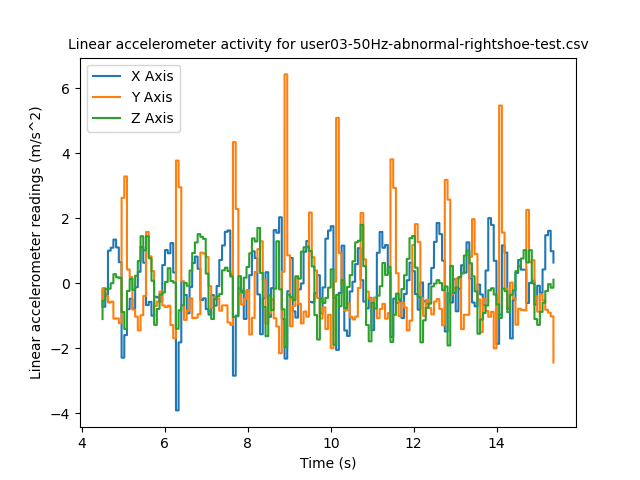 Linear accelerometer activity for user03-50Hz-abnormal-rightshoe-test.csv
X Axis
Y Axis
Z Axis
Linear accelerometer readings (m/s^2)
6
4
2
0
−2
−4
4
6
8
10
12
14
Time (s)